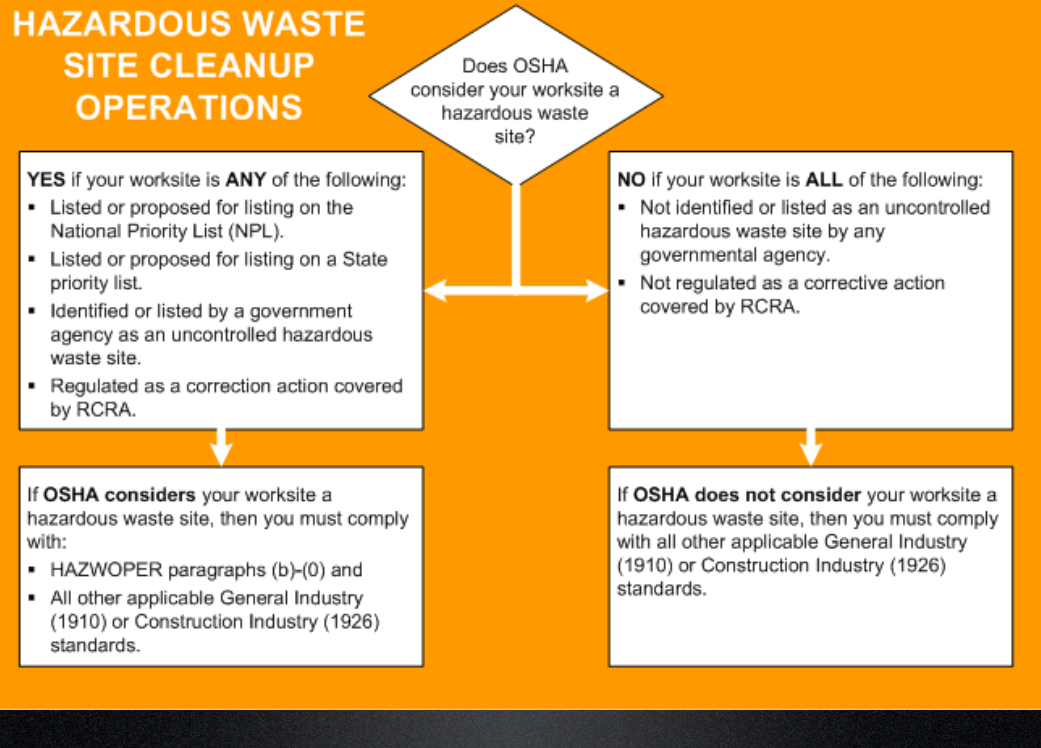 HAZARDOUS WASTE
SITE CLEANUP
OPERATIONS
Does OSHA
consider your worksite a
hazardous waste
site?
YES if your worksite is ANY of the following:
▪ Listed or proposed for listing on the
National Priority List (NPL).
▪ Listed or proposed for listing on a State
priority list.
▪ Identified or listed by a government
agency as an uncontrolled hazardous
waste site.
▪ Regulated as a correction action covered
by RCRA.
NO if your worksite is ALL of the following:
▪ Not identified or listed as an uncontrolled
hazardous waste site by any
governmental agency.
▪ Not regulated as a corrective action
covered by RCRA.
If OSHA considers your worksite a
hazardous waste site, then you must comply
with:
▪ HAZWOPER paragraphs (b)-(0) and
▪ All other applicable General Industry
(1910) or Construction Industry (1926)
standards.
If OSHA does not consider your worksite a
hazardous waste site, then you must comply
with all other applicable General Industry
(1910) or Construction Industry (1926)
standards.